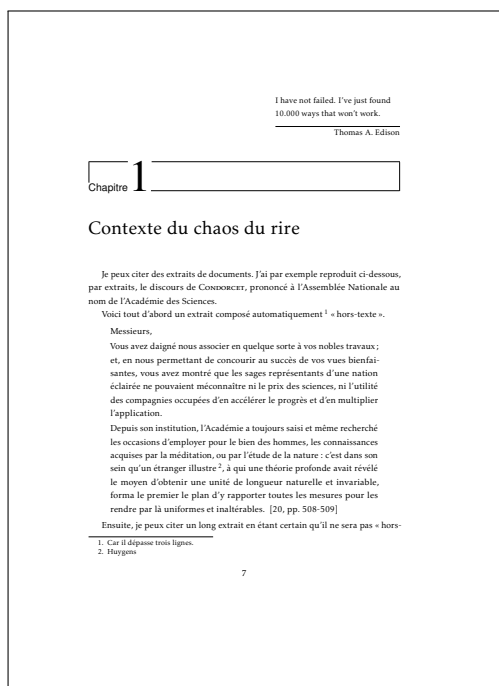 I have not failed. I've just found
10.000 ways that won't work.
Thomas A. Edison
Chapitre 1
Contexte du chaos du rire
Je peux citer des extraits de documents. J'ai par exemple reproduit ci-dessous,
par extraits, le discours de Condorcet, prononcé à l'Assemblée Nationale au
nom de l'Académie des Sciences.
Voici tout d'abord un extrait composé automatiquement 1 « hors-texte ».
Messieurs,
Vous avez daigné nous associer en quelque sorte à vos nobles travaux ;
et, en nous permettant de concourir au succès de vos vues bienfai-
santes, vous avez montré que les sages représentants d'une nation
éclairée ne pouvaient méconnaître ni le prix des sciences, ni l'utilité
des compagnies occupées d'en accélérer le progrès et d'en multiplier
l'application.
Depuis son institution, l'Académie a toujours saisi et même recherché
les occasions d'employer pour le bien des hommes, les connaissances
acquises par la méditation, ou par l'étude de la nature : c'est dans son
sein qu'un étranger illustre 2, à qui une théorie profonde avait révélé
le moyen d'obtenir une unité de longueur naturelle et invariable,
forma le premier le plan d'y rapporter toutes les mesures pour les
rendre par là uniformes et inaltérables. [20, pp. 508-509]
Ensuite, je peux citer un long extrait en étant certain qu'il ne sera pas « hors-
1. Car il dépasse trois lignes.
2. Huygens
7